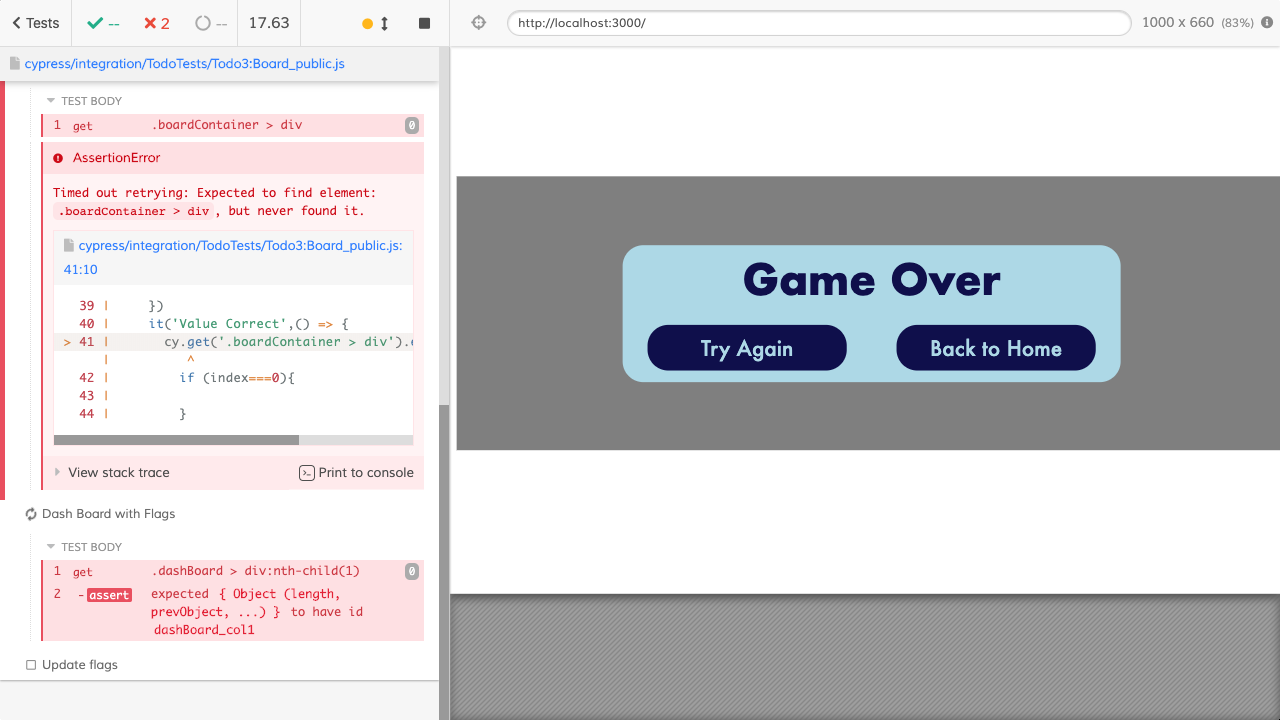 Tests
--
2
--
17.63
http://localhost:3000/
1000 x 660 (83%)
cypress/integration/TodoTests/Todo3:Board_public.js
TEST BODY
1 get .boardContainer > div 0
AssertionError
Timed out retrying: Expected to find element:
.boardContainer > div, but never found it.
cypress/integration/TodoTests/Todo3:Board_public.js:
41:10
39 | })
40 | it('Value Correct',() => {
> 41 | cy.get('.boardContainer > div').e
| ^
42 | if (index===0){
43 |
44 | }
View stack trace
Print to console
Dash Board with Flags
TEST BODY
1 get .dashBoard > div:nth-child(1) 0
2 -assert expected { Object (length,
prevObject, ...) } to have id
dashBoard_col1
Update flags
Game Over
Try Again
Back to Home